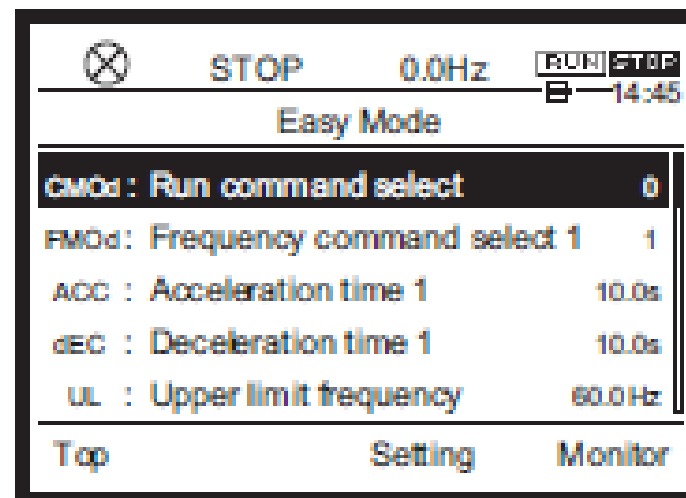 STOP 0.0Hz RUN STOP
14:45
Easy Mode
CMOd : Run command select 0
FMOd : Frequency command select 1 1
ACC : Acceleration time 1 10.0s
dEC : Deceleration time 1 10.0s
UL : Upper limit frequency 60.0Hz
Top Setting Monitor